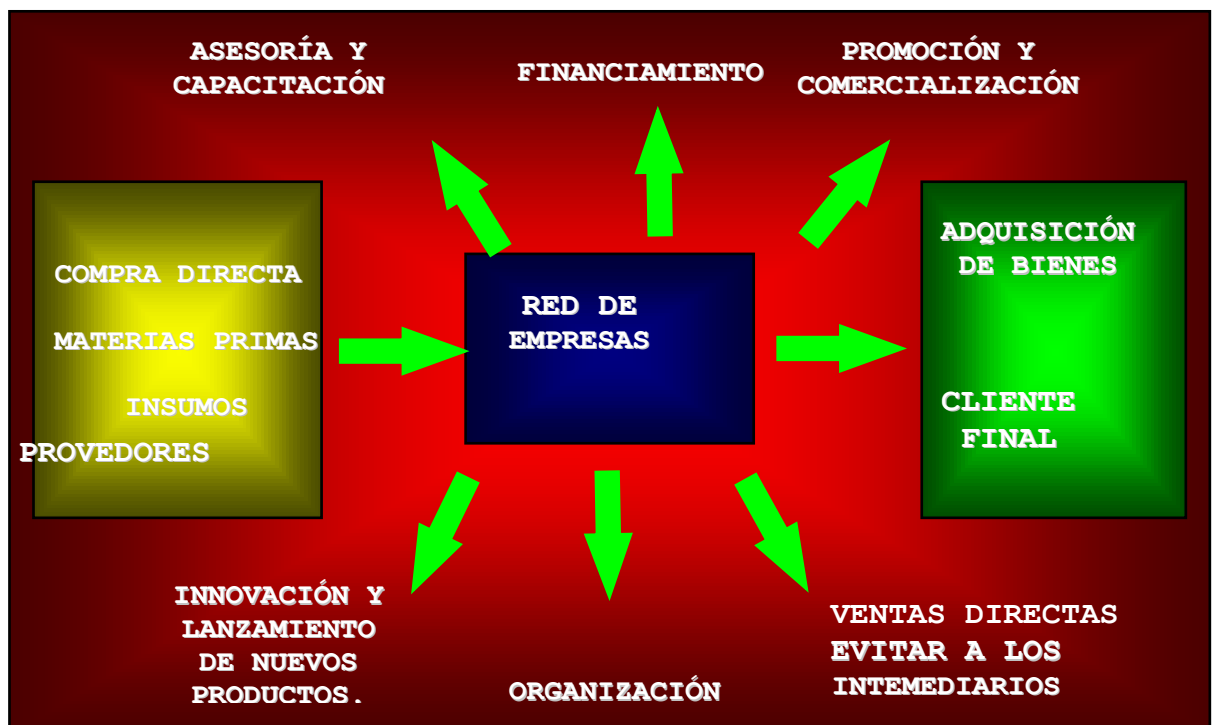 ASESORÍA Y
CAPACITACIÓN
FINANCIAMIENTO
PROMOCIÓN Y
COMERCIALIZACIÓN
COMPRA DIRECTA
MATERIAS PRIMAS
INSUMOS
PROVEDORES
RED DE
EMPRESAS
ADQUISICIÓN
DE BIENES
CLIENTE
FINAL
INNOVACIÓN Y
LANZAMIENTO
DE NUEVOS
PRODUCTOS.
ORGANIZACIÓN
VENTAS DIRECTAS
EVITAR A LOS
INTEMEDIARIOS